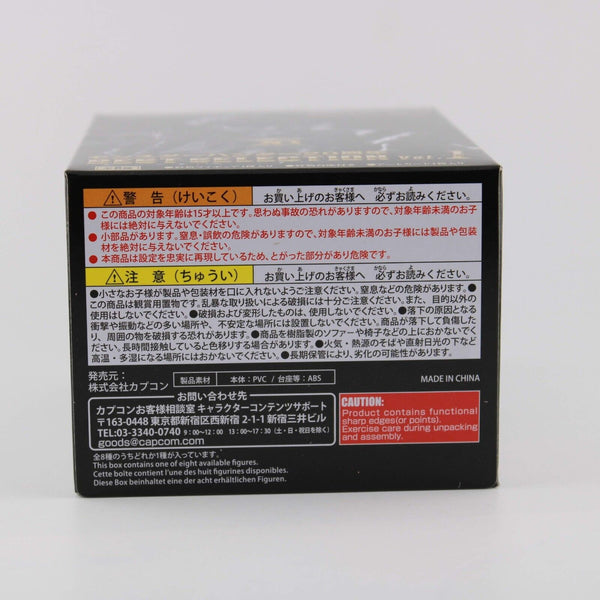 ⚠警 告（けいこく） お買い上げのお客様へ 必ずお読みください。
●この商品の対象年齢は15才以上です。思わぬ事故の恐れがありますので、対象年齢未満のお子
様には絶対に与えないでください。
●小部品があります。窒息・誤飲の危険がありますので、対象年齢未満のお子様には製品や包装
材を絶対に与えないでください。
●本商品は設定を忠実に再現しているため、とがった部分があり危険です。
⚠注 意（ちゅうい） お買い上げのお客様へ 必ずお読みください。
●小さなお子様が製品や包装材を口に入れないようご注意ください。窒息などの危険があります。●
この商品は観賞用置物です。乱暴な取り扱いによる破損には十分ご注意ください。また、目的以外の
使用はしないでください。●破損および変形したものは、使用しないでください。●落下の原因となる
衝撃や振動などの多い場所や、不安定な場所には設置しないでください。商品が落下して負傷した
り、周囲の物を破損する恐れがあります。●商品を樹脂製のソファーや椅子などの上におかないでく
ださい。長時間接触していると色移りする場合があります。●火気・熱源のそばや直射日光の下など
高温・多湿になる場所にはおかないでください。●長期保管により、劣化の可能性があります。
発売元：
株式会社カプコン
製品素材 本体：PVC / 台座等：ABS
MADE IN CHINA
お問い合わせ先
カプコンお客様相談室 キャラクターコンテンツサポート
〒163-0448 東京都新宿区西新宿 2-1-1 新宿三井ビル
TEL:03-3340-0740 9：00〜12：00 13：00〜17：30（土・日・祝日を除く）
goods@capcom.com
CAUTION:
Product contains functional
sharp edges(or points).
Exercise care during unpacking
and assembly.
全8種のうちどれか1種が入っています。
This box contains one of eight available figures.
Cette boîte contient l'une des huit figurines disponibles.
Diese Box beinhaltet eine der acht erhältlichen Figuren.